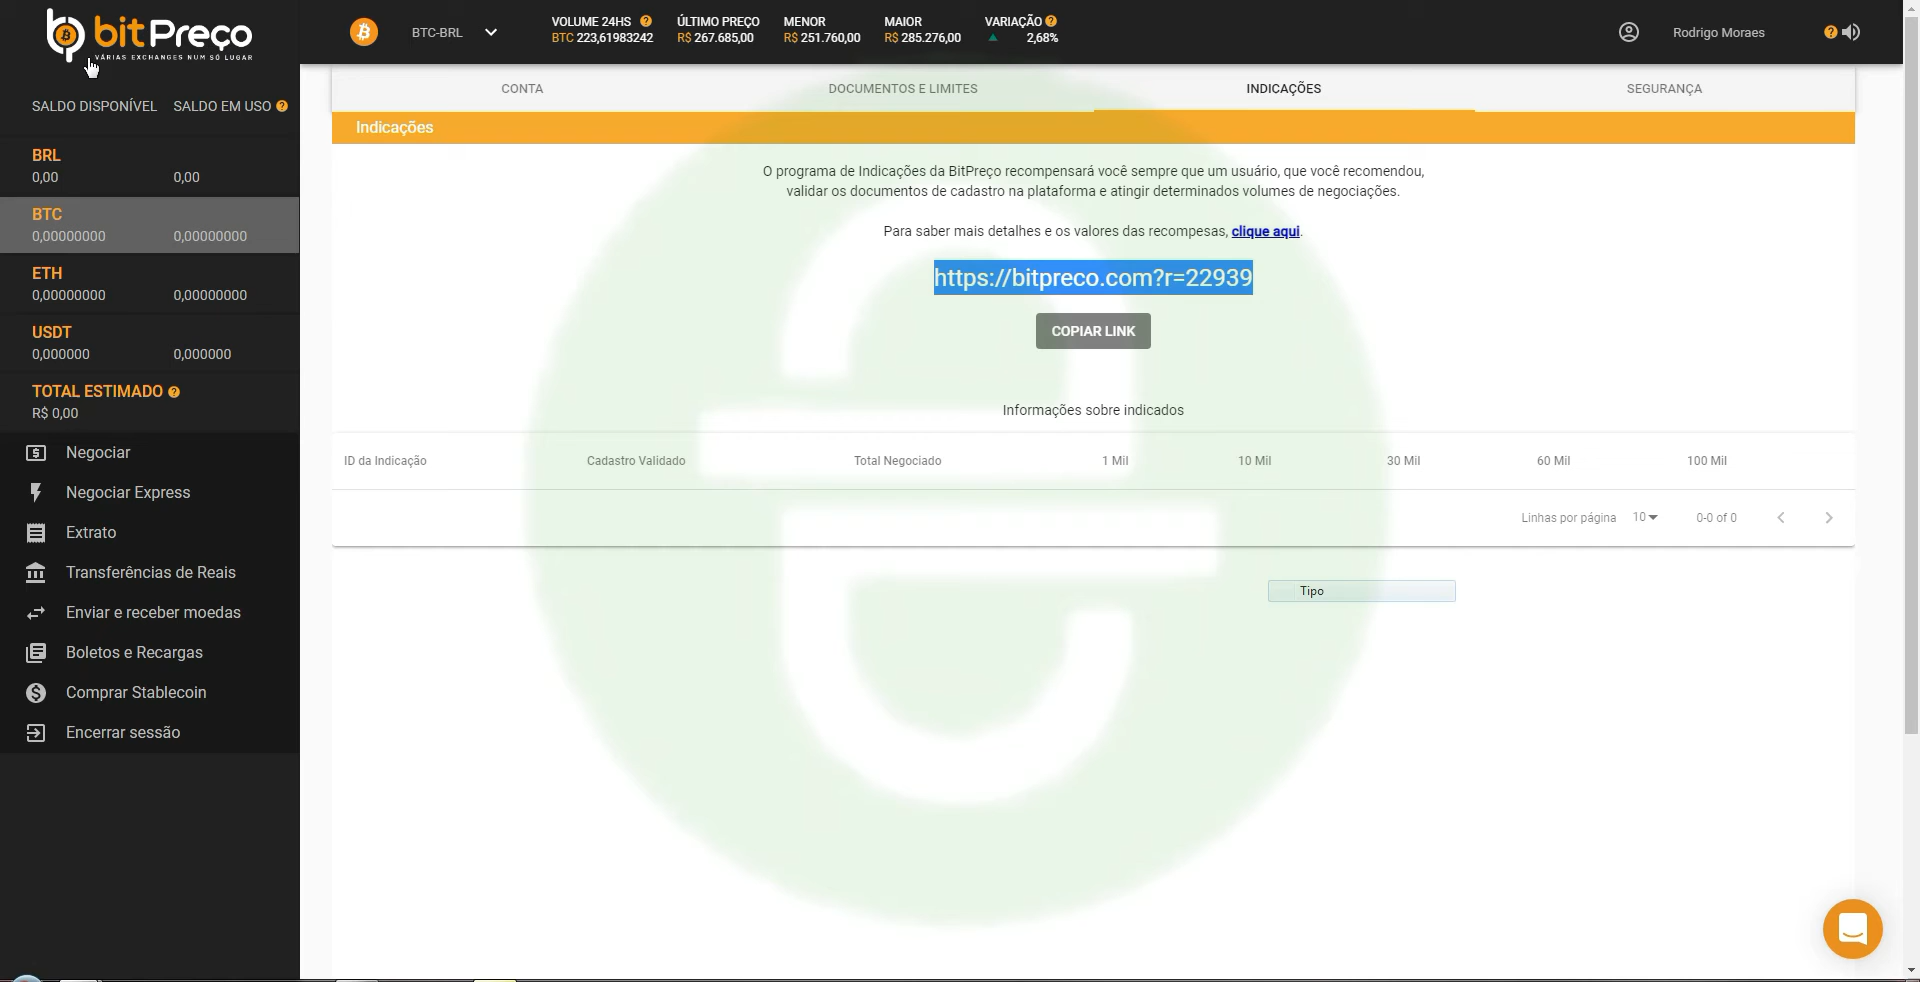 bitPreço
VÁRIAS EXCHANGES NUM SÓ LUGAR
BTC-BRL
VOLUME 24HS ?
BTC 223,61983242
ÚLTIMO PREÇO
R$ 267.685,00
MENOR
R$ 251.760,00
MAIOR
R$ 285.276,00
VARIAÇÃO ?
2,68%
Rodrigo Moraes
?
SALDO DISPONÍVEL SALDO EM USO ?
BRL
0,00 0,00
BTC
0,00000000 0,00000000
ETH
0,00000000 0,00000000
USDT
0,000000 0,000000
TOTAL ESTIMADO ?
R$ 0,00
Negociar
Negociar Express
Extrato
Transferências de Reais
Enviar e receber moedas
Boletos e Recargas
Comprar Stablecoin
Encerrar sessão
CONTA DOCUMENTOS E LIMITES INDICAÇÕES SEGURANÇA
Indicações
O programa de Indicações da BitPreço recompensará você sempre que um usuário, que você recomendou,
validar os documentos de cadastro na plataforma e atingir determinados volumes de negociações.
Para saber mais detalhes e os valores das recompesas, clique aqui.
https://bitpreco.com?r=22939
COPIAR LINK
Informações sobre indicados
ID da Indicação Cadastro Validado Total Negociado 1 Mil 10 Mil 30 Mil 60 Mil 100 Mil
Linhas por página 10 0-0 of 0
Tipo